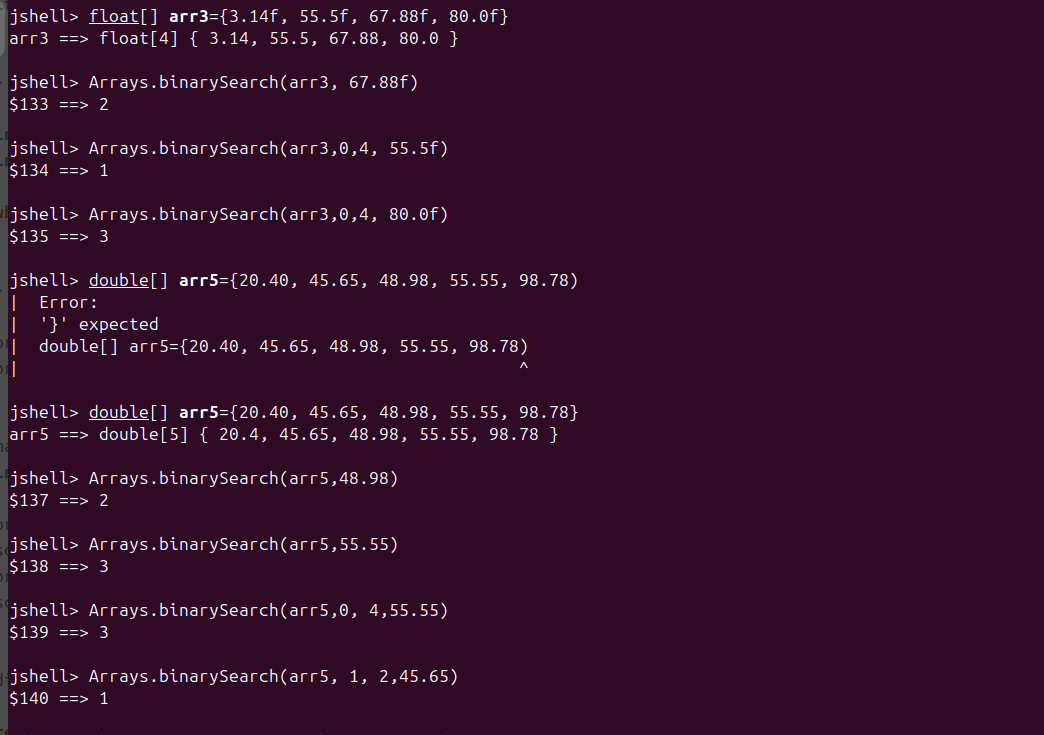 jshell> float[] arr3={3.14f, 55.5f, 67.88f, 80.0f}
arr3 ==> float[4] { 3.14, 55.5, 67.88, 80.0 }
jshell> Arrays.binarySearch(arr3, 67.88f)
$133 ==> 2
jshell> Arrays.binarySearch(arr3,0,4, 55.5f)
$134 ==> 1
jshell> Arrays.binarySearch(arr3,0,4, 80.0f)
$135 ==> 3
jshell> double[] arr5={20.40, 45.65, 48.98, 55.55, 98.78)
|  Error:
|  '}' expected
|  double[] arr5={20.40, 45.65, 48.98, 55.55, 98.78)
|                                                  ^
jshell> double[] arr5={20.40, 45.65, 48.98, 55.55, 98.78}
arr5 ==> double[5] { 20.4, 45.65, 48.98, 55.55, 98.78 }
jshell> Arrays.binarySearch(arr5,48.98)
$137 ==> 2
jshell> Arrays.binarySearch(arr5,55.55)
$138 ==> 3
jshell> Arrays.binarySearch(arr5,0, 4,55.55)
$139 ==> 3
jshell> Arrays.binarySearch(arr5, 1, 2,45.65)
$140 ==> 1